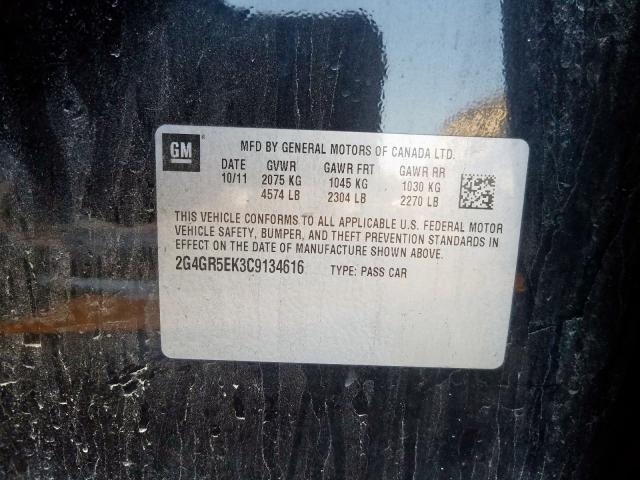 GM
MFD BY GENERAL MOTORS OF CANADA LTD.
DATE GVWR GAWR FRT GAWR RR
10/11 2075 KG 1045 KG 1030 KG
4574 LB 2304 LB 2270 LB
THIS VEHICLE CONFORMS TO ALL APPLICABLE U.S. FEDERAL MOTOR
VEHICLE SAFETY, BUMPER, AND THEFT PREVENTION STANDARDS IN
EFFECT ON THE DATE OF MANUFACTURE SHOWN ABOVE.
2G4GR5EK3C9134616 TYPE: PASS CAR